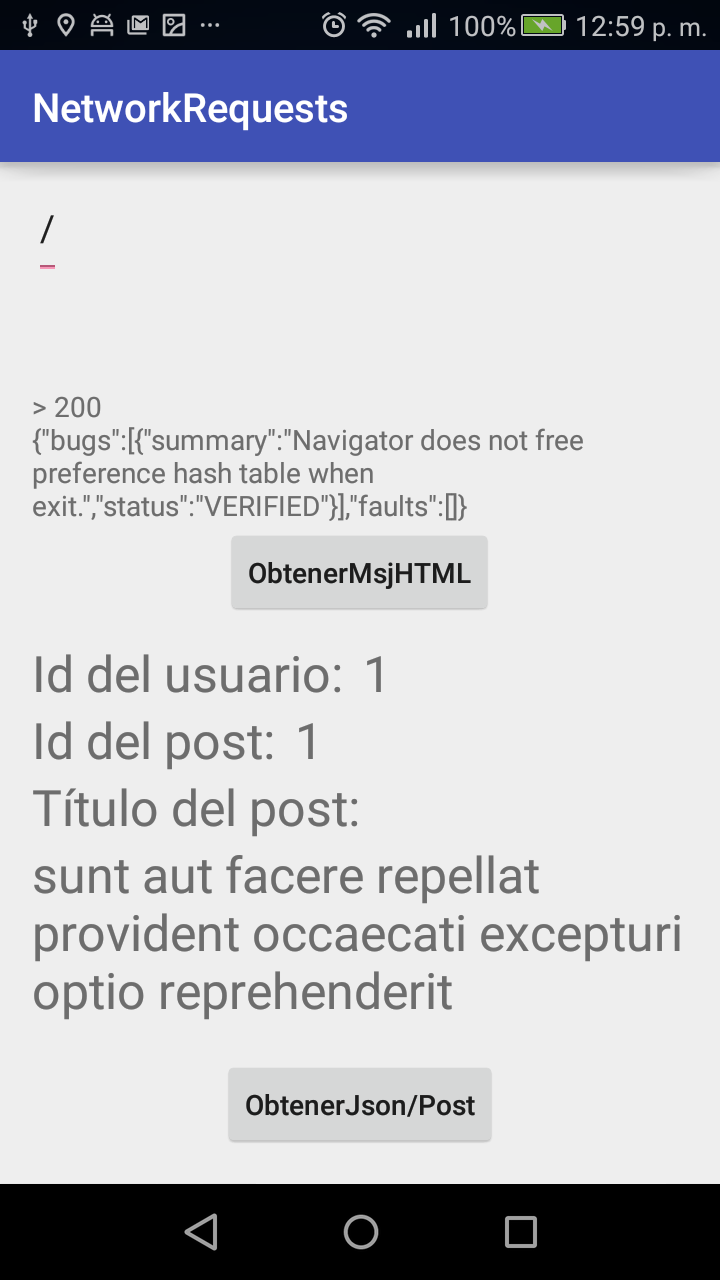 100% 12:59 p. m.
NetworkRequests
/
> 200
{"bugs":[{"summary":"Navigator does not free
preference hash table when
exit.","status":"VERIFIED"}],"faults":[]}
ObtenerMsjHTML
Id del usuario: 1
Id del post: 1
Título del post:
sunt aut facere repellat
provident occaecati excepturi
optio reprehenderit
ObtenerJson/Post